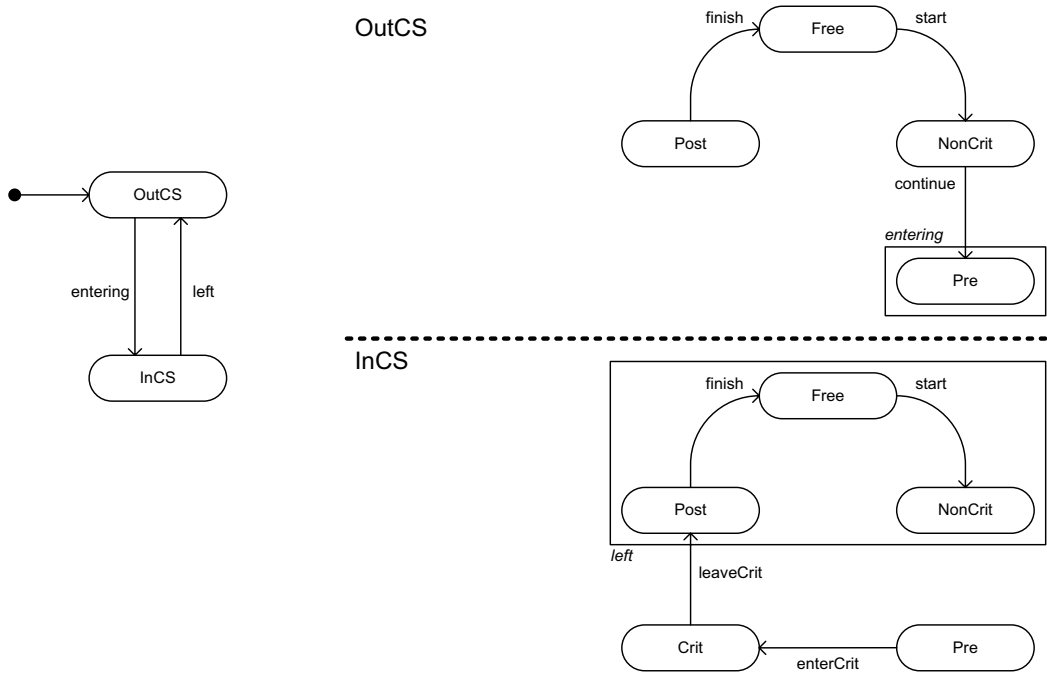 OutCS
entering
left
InCS
OutCS
finish
Free
start
Post
NonCrit
continue
entering
Pre
InCS
finish
Free
start
Post
NonCrit
left
leaveCrit
Crit
enterCrit
Pre